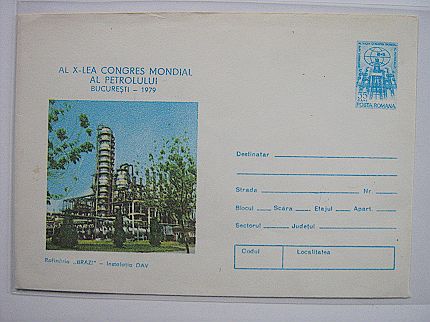 AL X-LEA CONGRES MONDIAL
AL PETROLULUI
BUCUREȘTI - 1979
55
POSTA ROMANA
Destinatar
Strada Nr.
Blocul Scara Etajul Apart.
Sectorul Județul
Codul Localitatea
Rafinăria „BRAZI" - Instalația DAV